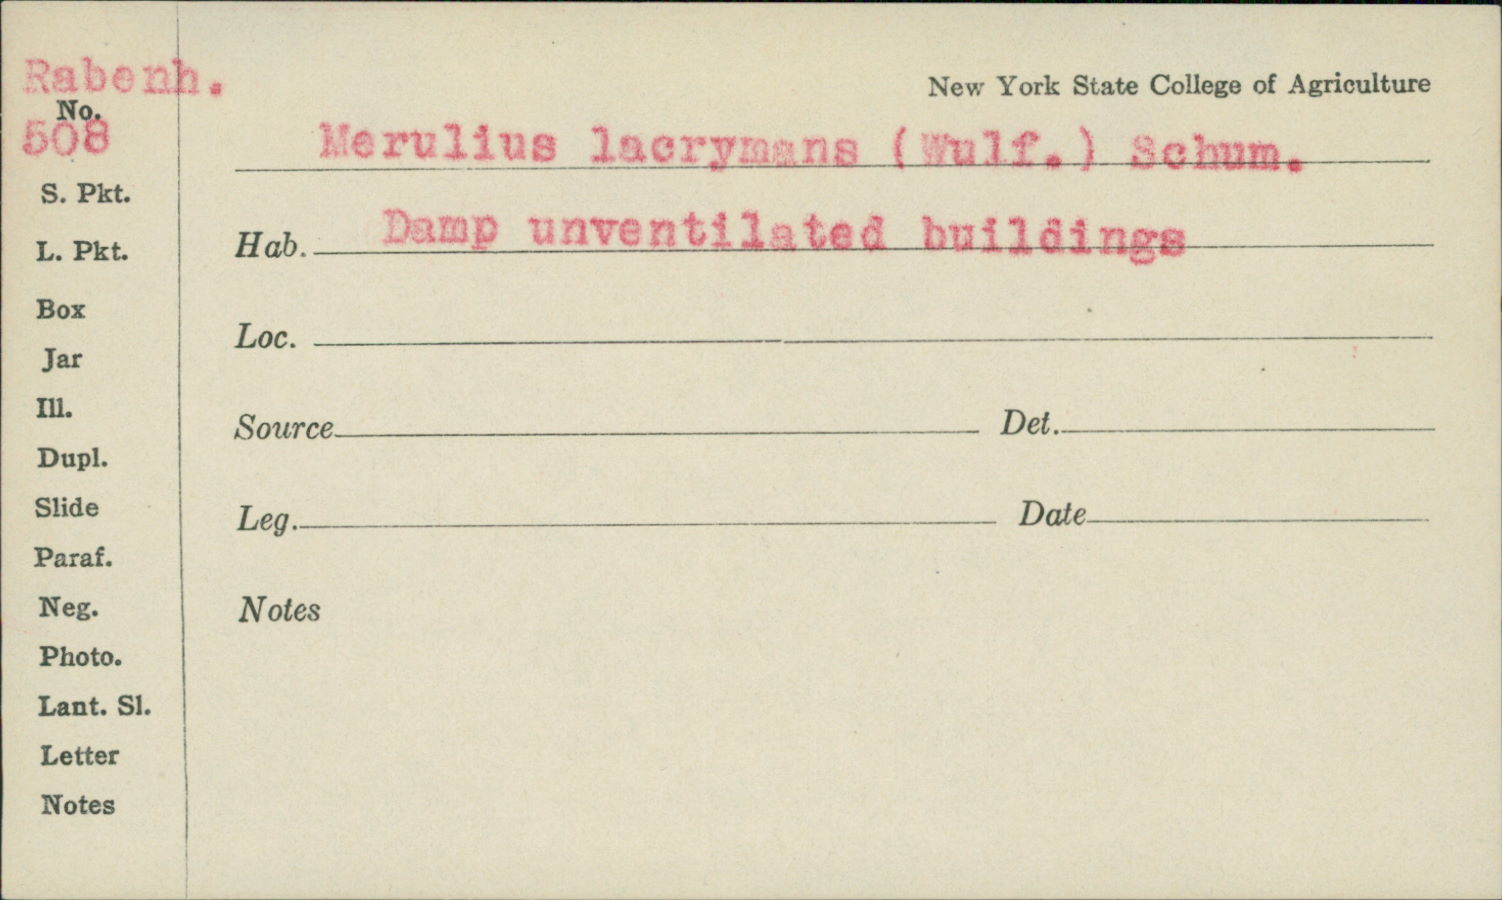 Rabenh.
New York State College of Agriculture
No.
508
Merulius lacrymans (Wulf.) Schum.
S. Pkt.
Hab. Damp unventilated buildings
L. Pkt.
Box
Loc.
Jar
Ill.
Source Det.
Dupl.
Slide
Leg. Date
Paraf.
Neg.
Notes
Photo.
Lant. Sl.
Letter
Notes